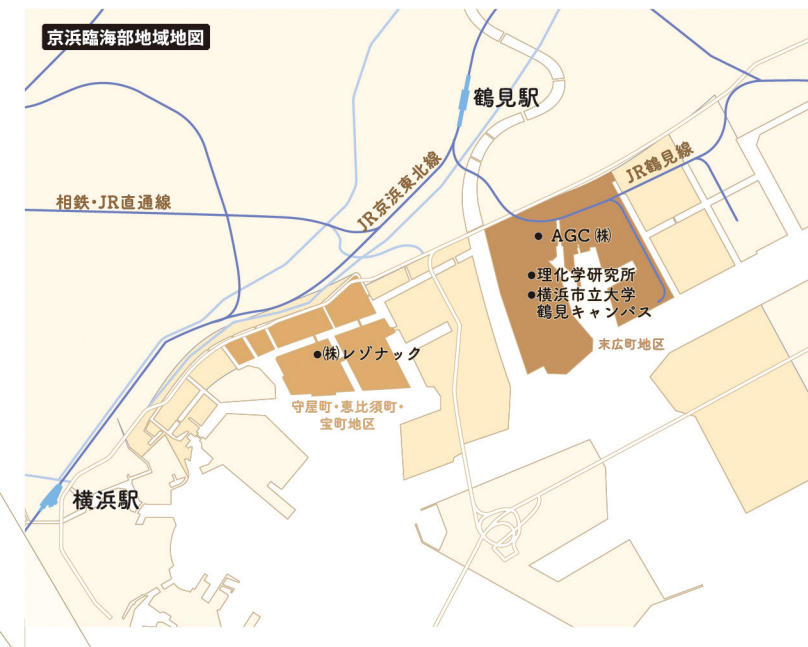 京浜臨海部地域地図
鶴見駅
JR鶴見線
JR京浜東北線
相鉄・JR直通線
● AGC ㈱
●理化学研究所
●横浜市立大学
鶴見キャンパス
末広町地区
●㈱レゾナック
守屋町・恵比須町・
宝町地区
横浜駅